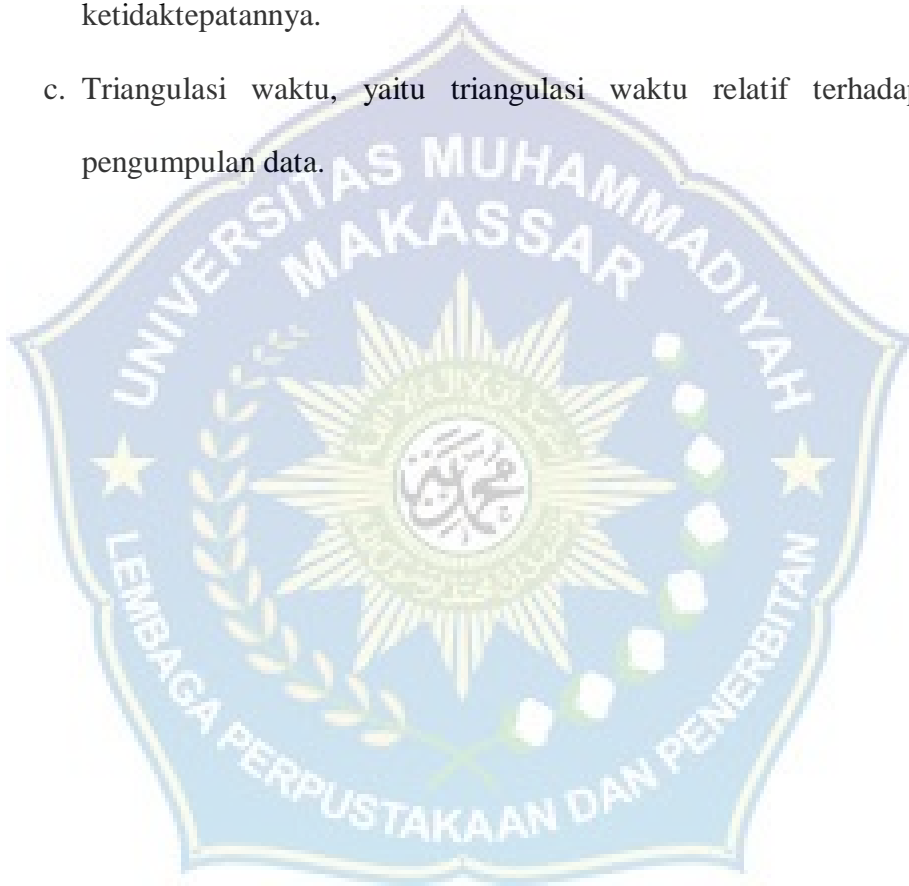 ketidaktepatannya.
c. Triangulasi waktu, yaitu triangulasi waktu relatif terhadap
pengumpulan data.
UNIVERSITAS MUHAMMADIYAH
MAKASSAR
LEMBAGA PERPUSTAKAAN DAN PENERBITAN